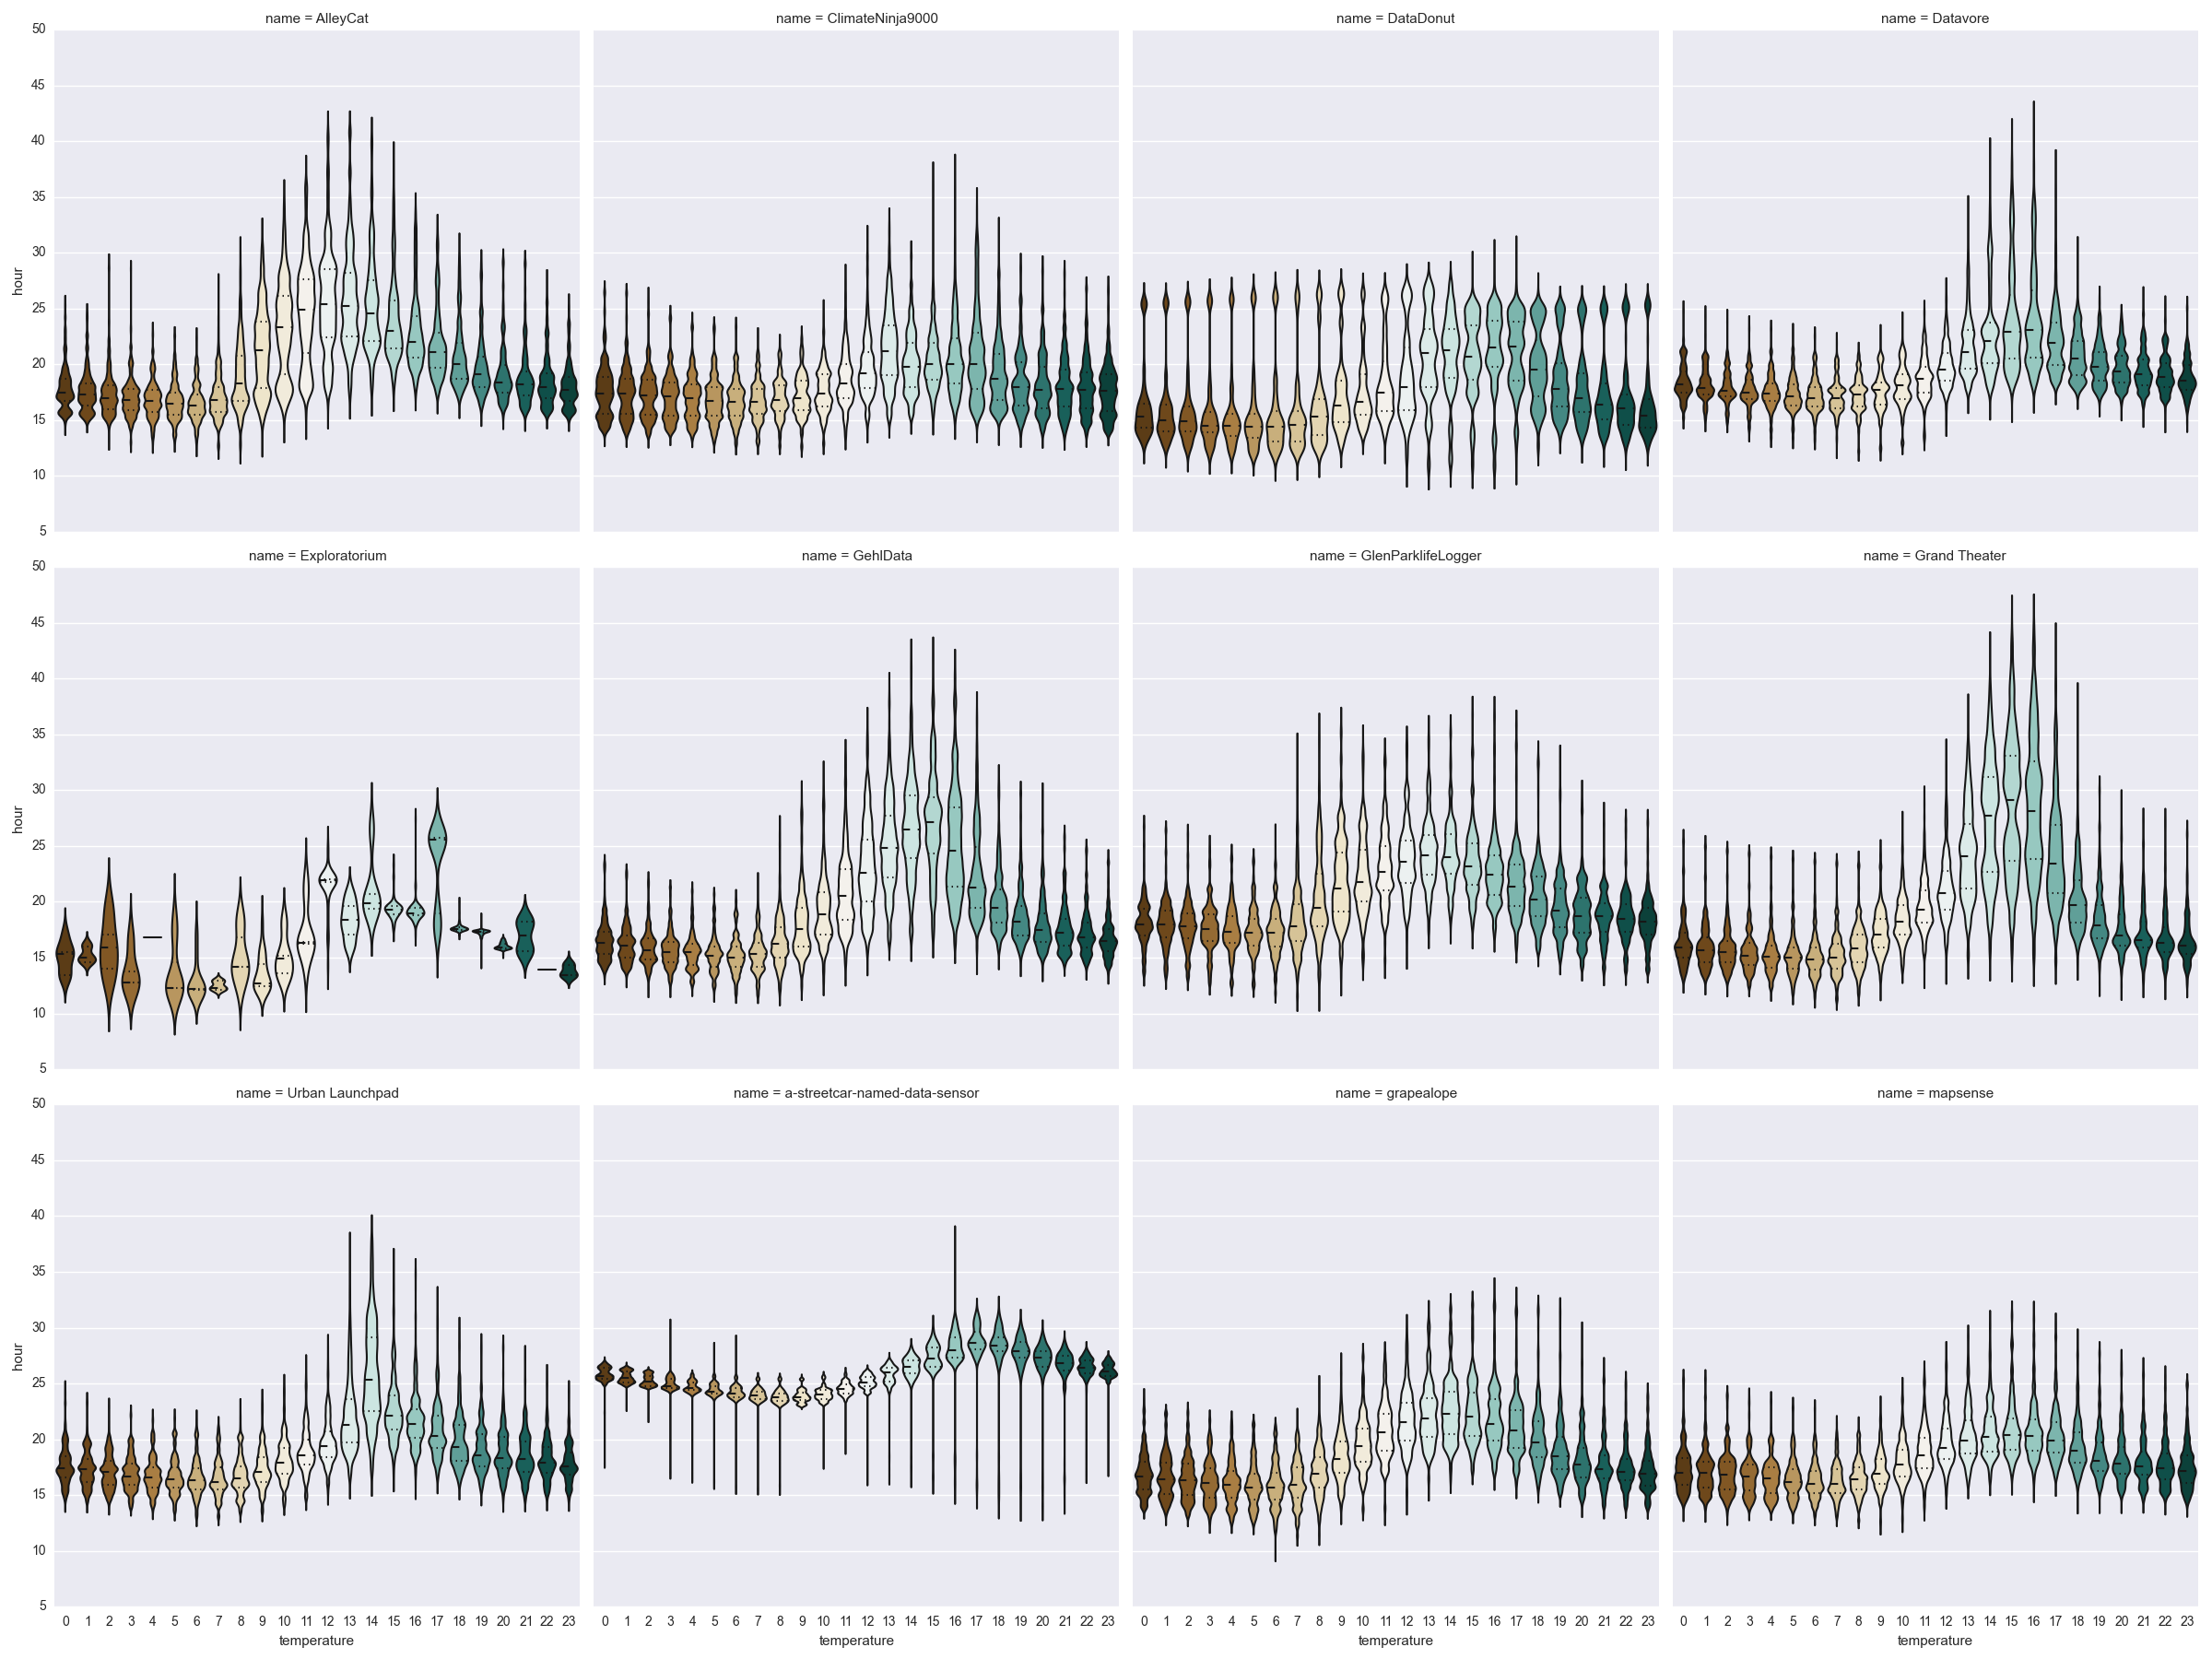 name = AlleyCat
name = ClimateNinja9000
name = DataDonut
name = Datavore
50
45
40
35
30
25
20
15
10
5
hour
name = Exploratorium
name = GehlData
name = GlenParklifeLogger
name = Grand Theater
50
45
40
35
30
25
20
15
10
5
hour
name = Urban Launchpad
name = a-streetcar-named-data-sensor
name = grapealope
name = mapsense
50
45
40
35
30
25
20
15
10
5
hour
0 1 2 3 4 5 6 7 8 9 10 11 12 13 14 15 16 17 18 19 20 21 22 23
0 1 2 3 4 5 6 7 8 9 10 11 12 13 14 15 16 17 18 19 20 21 22 23
0 1 2 3 4 5 6 7 8 9 10 11 12 13 14 15 16 17 18 19 20 21 22 23
0 1 2 3 4 5 6 7 8 9 10 11 12 13 14 15 16 17 18 19 20 21 22 23
temperature
temperature
temperature
temperature